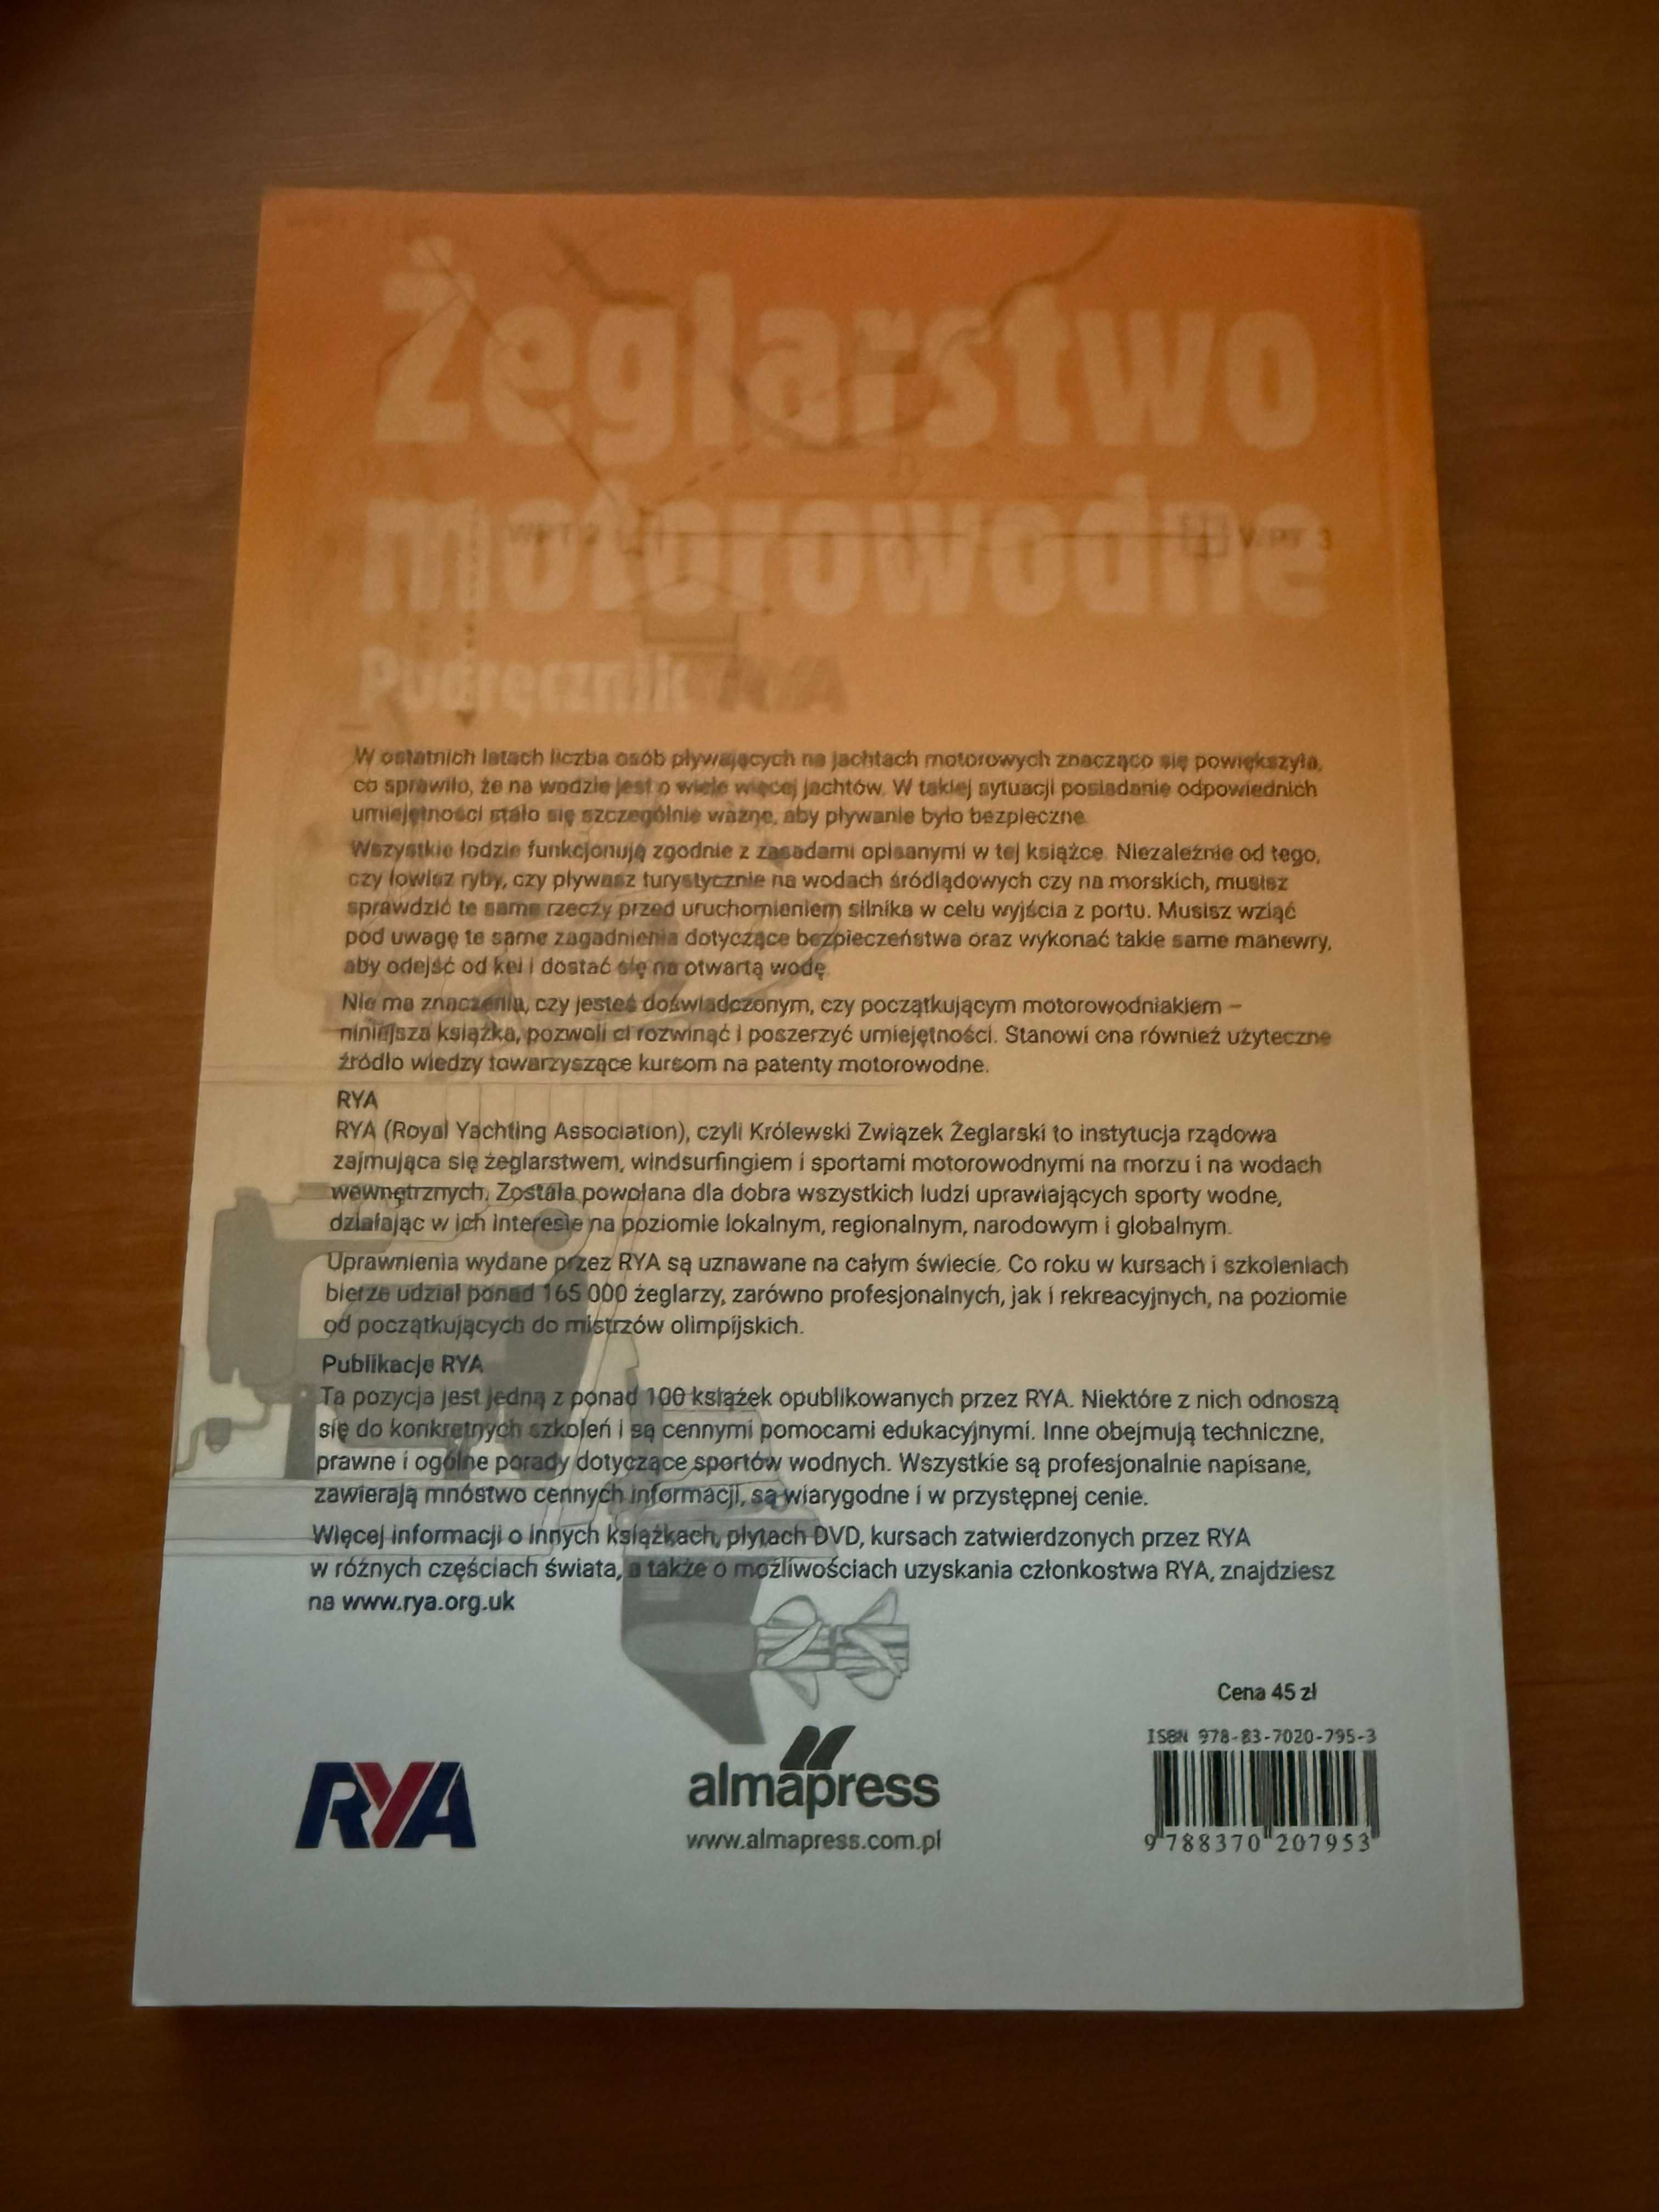 Żeglarstwo
motorowodne
WPT 3
Podręcznik RYA
W ostatnich latach liczba osób pływających na jachtach motorowych znacząco się powiększyła,
co sprawiło, że na wodzie jest o wiele więcej jachtów. W takiej sytuacji posiadanie odpowiednich
umiejętności stało się szczególnie ważne, aby pływanie było bezpieczne.
Wszystkie łodzie funkcjonują zgodnie z zasadami opisanymi w tej książce. Niezależnie od tego,
czy łowisz ryby, czy pływasz turystycznie na wodach śródlądowych czy na morskich, musisz
sprawdzić te same rzeczy przed uruchomieniem silnika w celu wyjścia z portu. Musisz wziąć
pod uwagę te same zagadnienia dotyczące bezpieczeństwa oraz wykonać takie same manewry,
aby odejść od kei i dostać się na otwartą wodę.
Nie ma znaczenia, czy jesteś doświadczonym, czy początkującym motorowodniakiem –
niniejsza książka, pozwoli ci rozwinąć i poszerzyć umiejętności. Stanowi ona również użyteczne
źródło wiedzy towarzyszące kursom na patenty motorowodne.
RYA
RYA (Royal Yachting Association), czyli Królewski Związek Żeglarski to instytucja rządowa
zajmująca się żeglarstwem, windsurfingiem i sportami motorowodnymi na morzu i na wodach
wewnętrznych. Została powołana dla dobra wszystkich ludzi uprawiających sporty wodne,
działając w ich interesie na poziomie lokalnym, regionalnym, narodowym i globalnym.
Uprawnienia wydane przez RYA są uznawane na całym świecie. Co roku w kursach i szkoleniach
bierze udział ponad 165 000 żeglarzy, zarówno profesjonalnych, jak i rekreacyjnych, na poziomie
od początkujących do mistrzów olimpijskich.
Publikacje RYA
Ta pozycja jest jedną z ponad 100 książek opublikowanych przez RYA. Niektóre z nich odnoszą
się do konkretnych szkoleń i są cennymi pomocami edukacyjnymi. Inne obejmują techniczne,
prawne i ogólne porady dotyczące sportów wodnych. Wszystkie są profesjonalnie napisane,
zawierają mnóstwo cennych informacji, są wiarygodne i w przystępnej cenie.
Więcej informacji o innych książkach, płytach DVD, kursach zatwierdzonych przez RYA
w różnych częściach świata, a także o możliwościach uzyskania członkostwa RYA, znajdziesz
na www.rya.org.uk
Cena 45 zł
ISBN 978-83-7020-795-3
RYA
almapress
www.almapress.com.pl
9 788370 207953